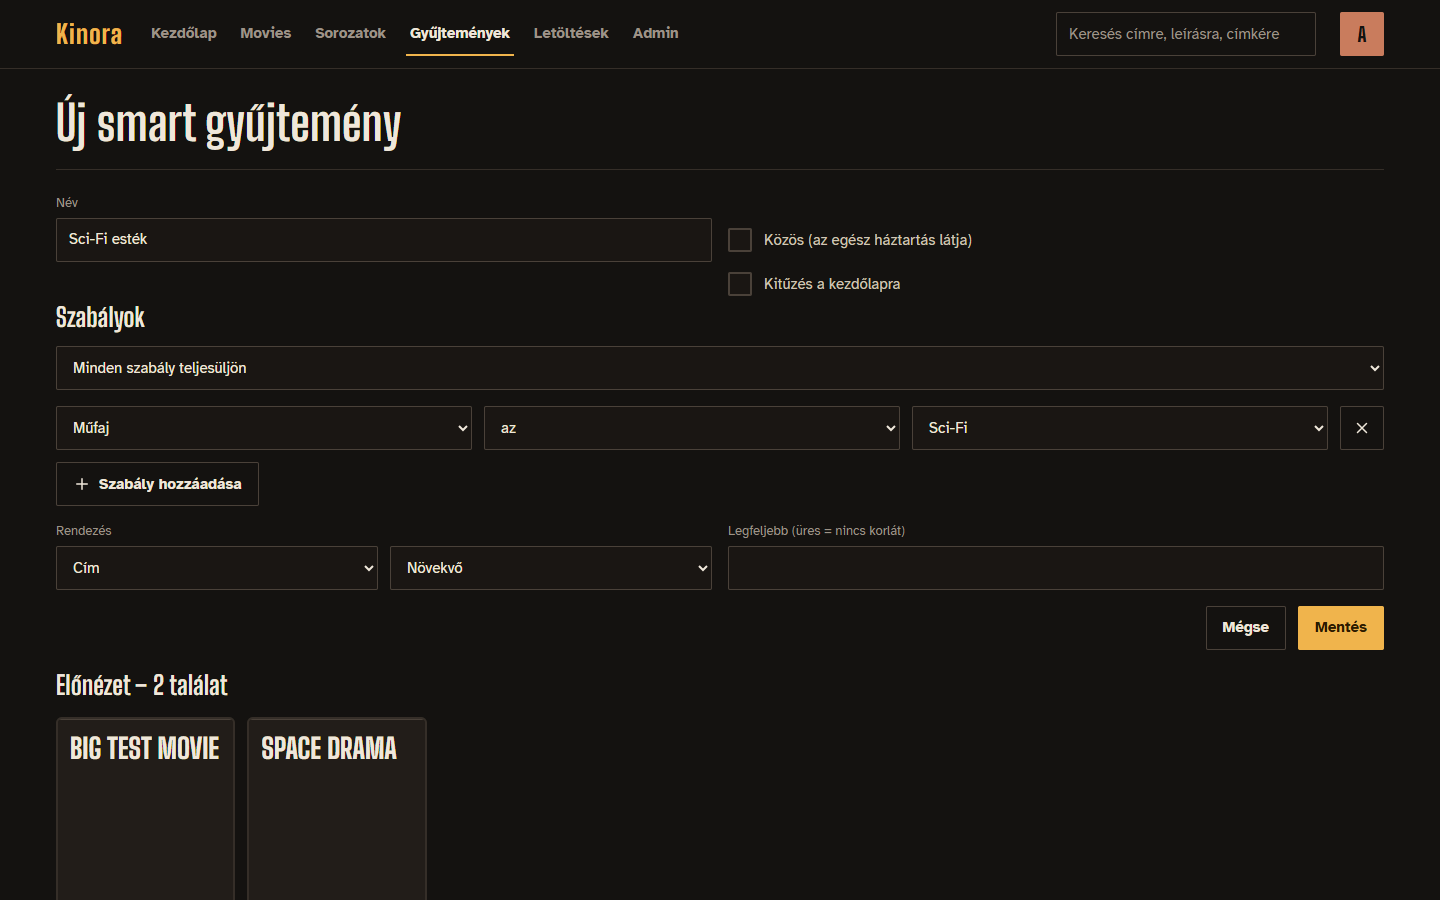 Kinora Kezdőlap Movies Sorozatok Gyűjtemények Letöltések Admin Keresés címre, leírásra, címkére A
Új smart gyűjtemény
Név
Sci-Fi esték
Közös (az egész háztartás látja)
Kitűzés a kezdőlapra
Szabályok
Minden szabály teljesüljön
Műfaj az Sci-Fi
Szabály hozzáadása
Rendezés Legfeljebb (üres = nincs korlát)
Cím Növekvő
Mégse Mentés
Előnézet – 2 találat
BIG TEST MOVIE SPACE DRAMA